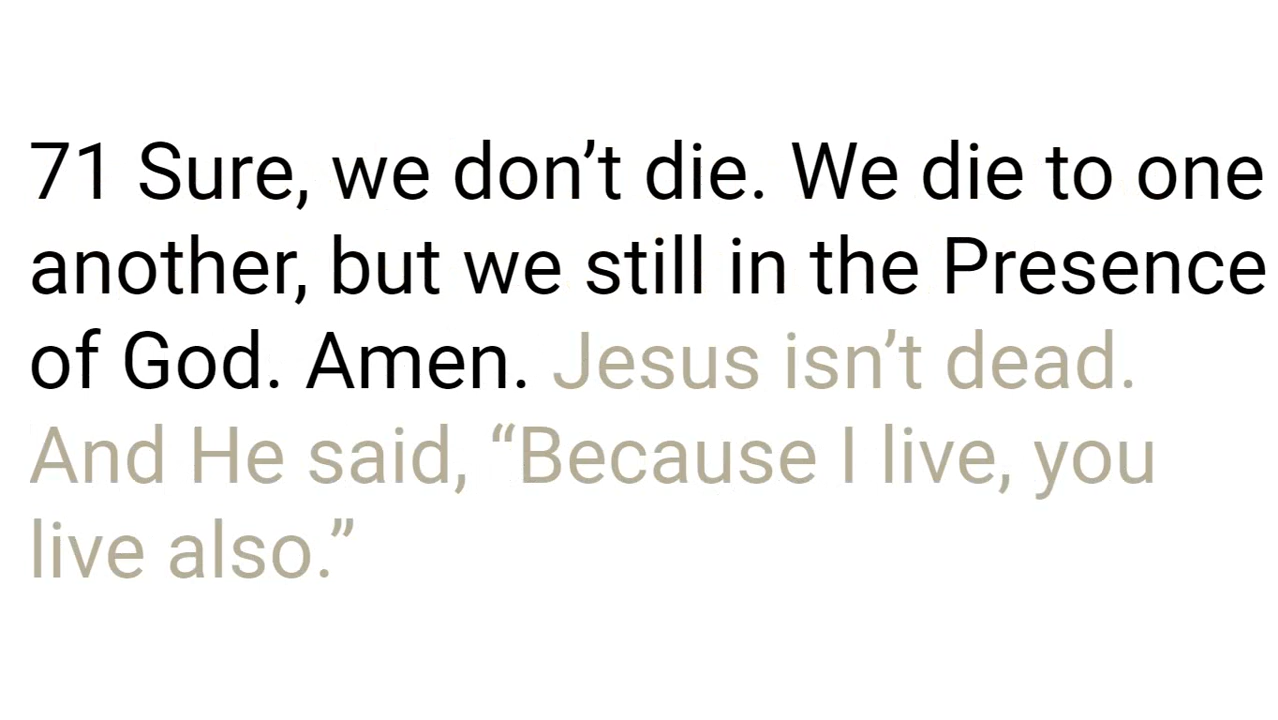 71 Sure, we don’t die. We die to one
another, but we still in the Presence
of God. Amen. Jesus isn’t dead.
And He said, “Because I live, you
live also.”